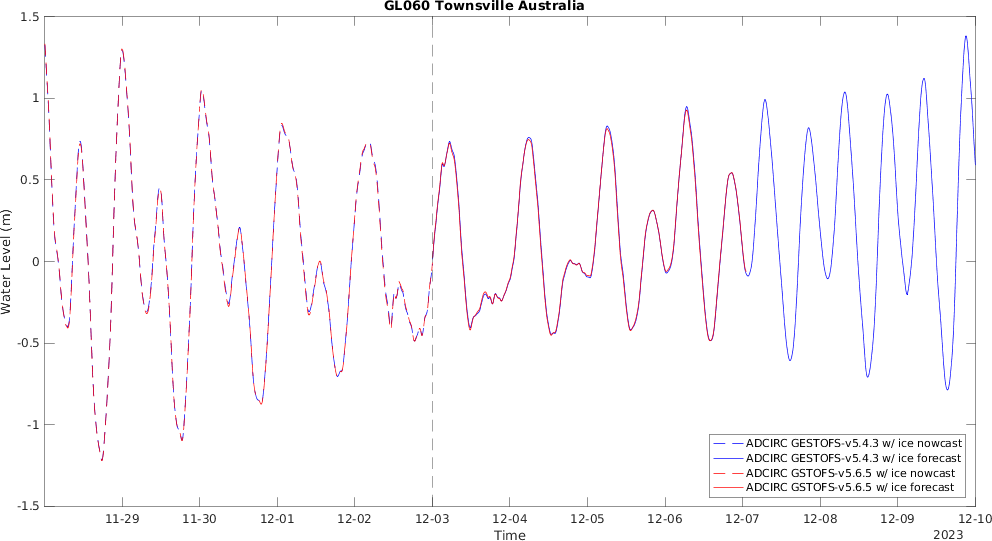 GL060 Townsville Australia
1.5
1
0.5
0
-0.5
-1
-1.5
Water Level (m)
11-29 11-30 12-01 12-02 12-03 12-04 12-05 12-06 12-07 12-08 12-09 12-10
Time
2023
ADCIRC GESTOFS-v5.4.3 w/ ice nowcast
ADCIRC GESTOFS-v5.4.3 w/ ice forecast
ADCIRC GSTOFS-v5.6.5 w/ ice nowcast
ADCIRC GSTOFS-v5.6.5 w/ ice forecast